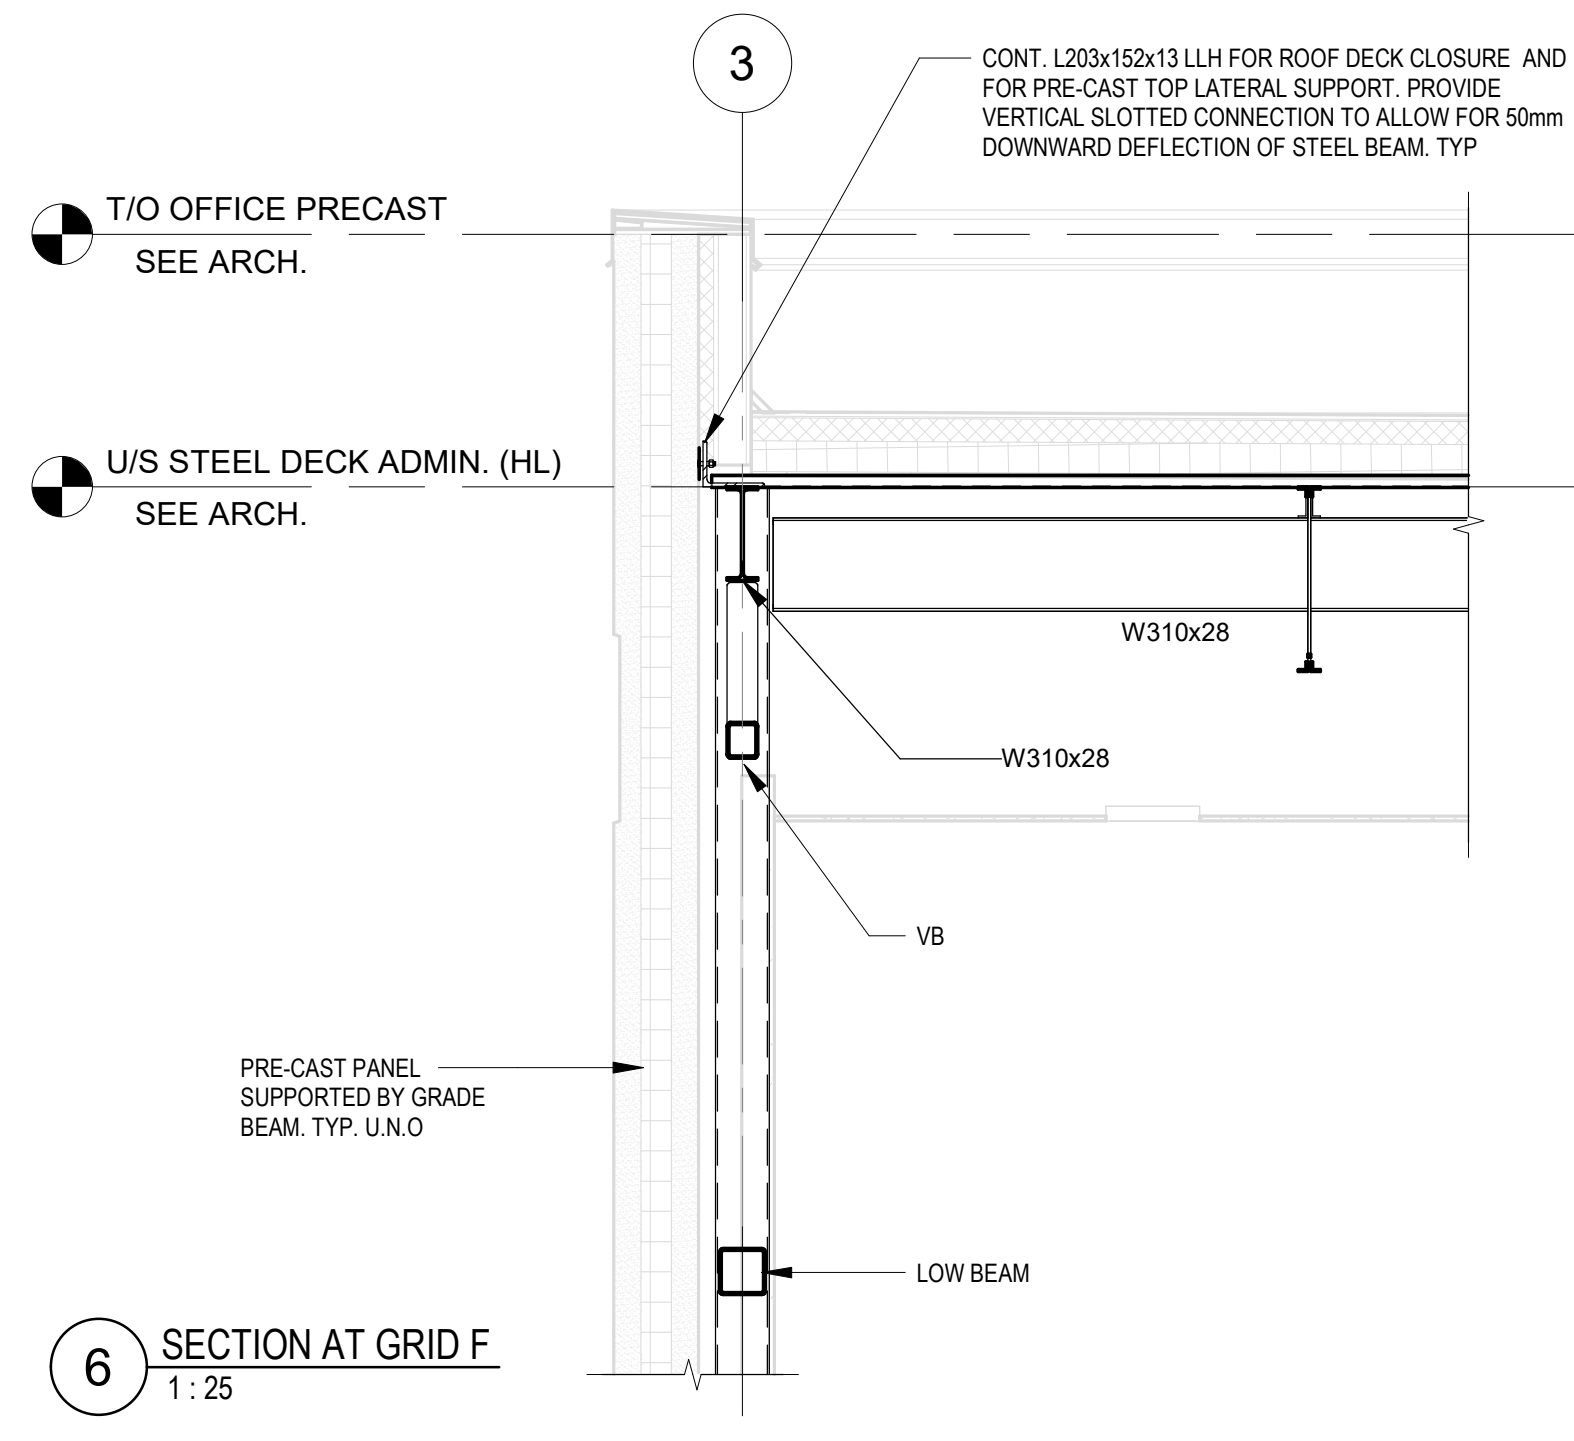 3
CONT. L203x152x13 LLH FOR ROOF DECK CLOSURE AND
FOR PRE-CAST TOP LATERAL SUPPORT. PROVIDE
VERTICAL SLOTTED CONNECTION TO ALLOW FOR 50mm
DOWNWARD DEFLECTION OF STEEL BEAM. TYP
T/O OFFICE PRECAST
SEE ARCH.
U/S STEEL DECK ADMIN. (HL)
SEE ARCH.
W310x28
W310x28
VB
PRE-CAST PANEL
SUPPORTED BY GRADE
BEAM. TYP. U.N.O
LOW BEAM
6
SECTION AT GRID F
1 : 25